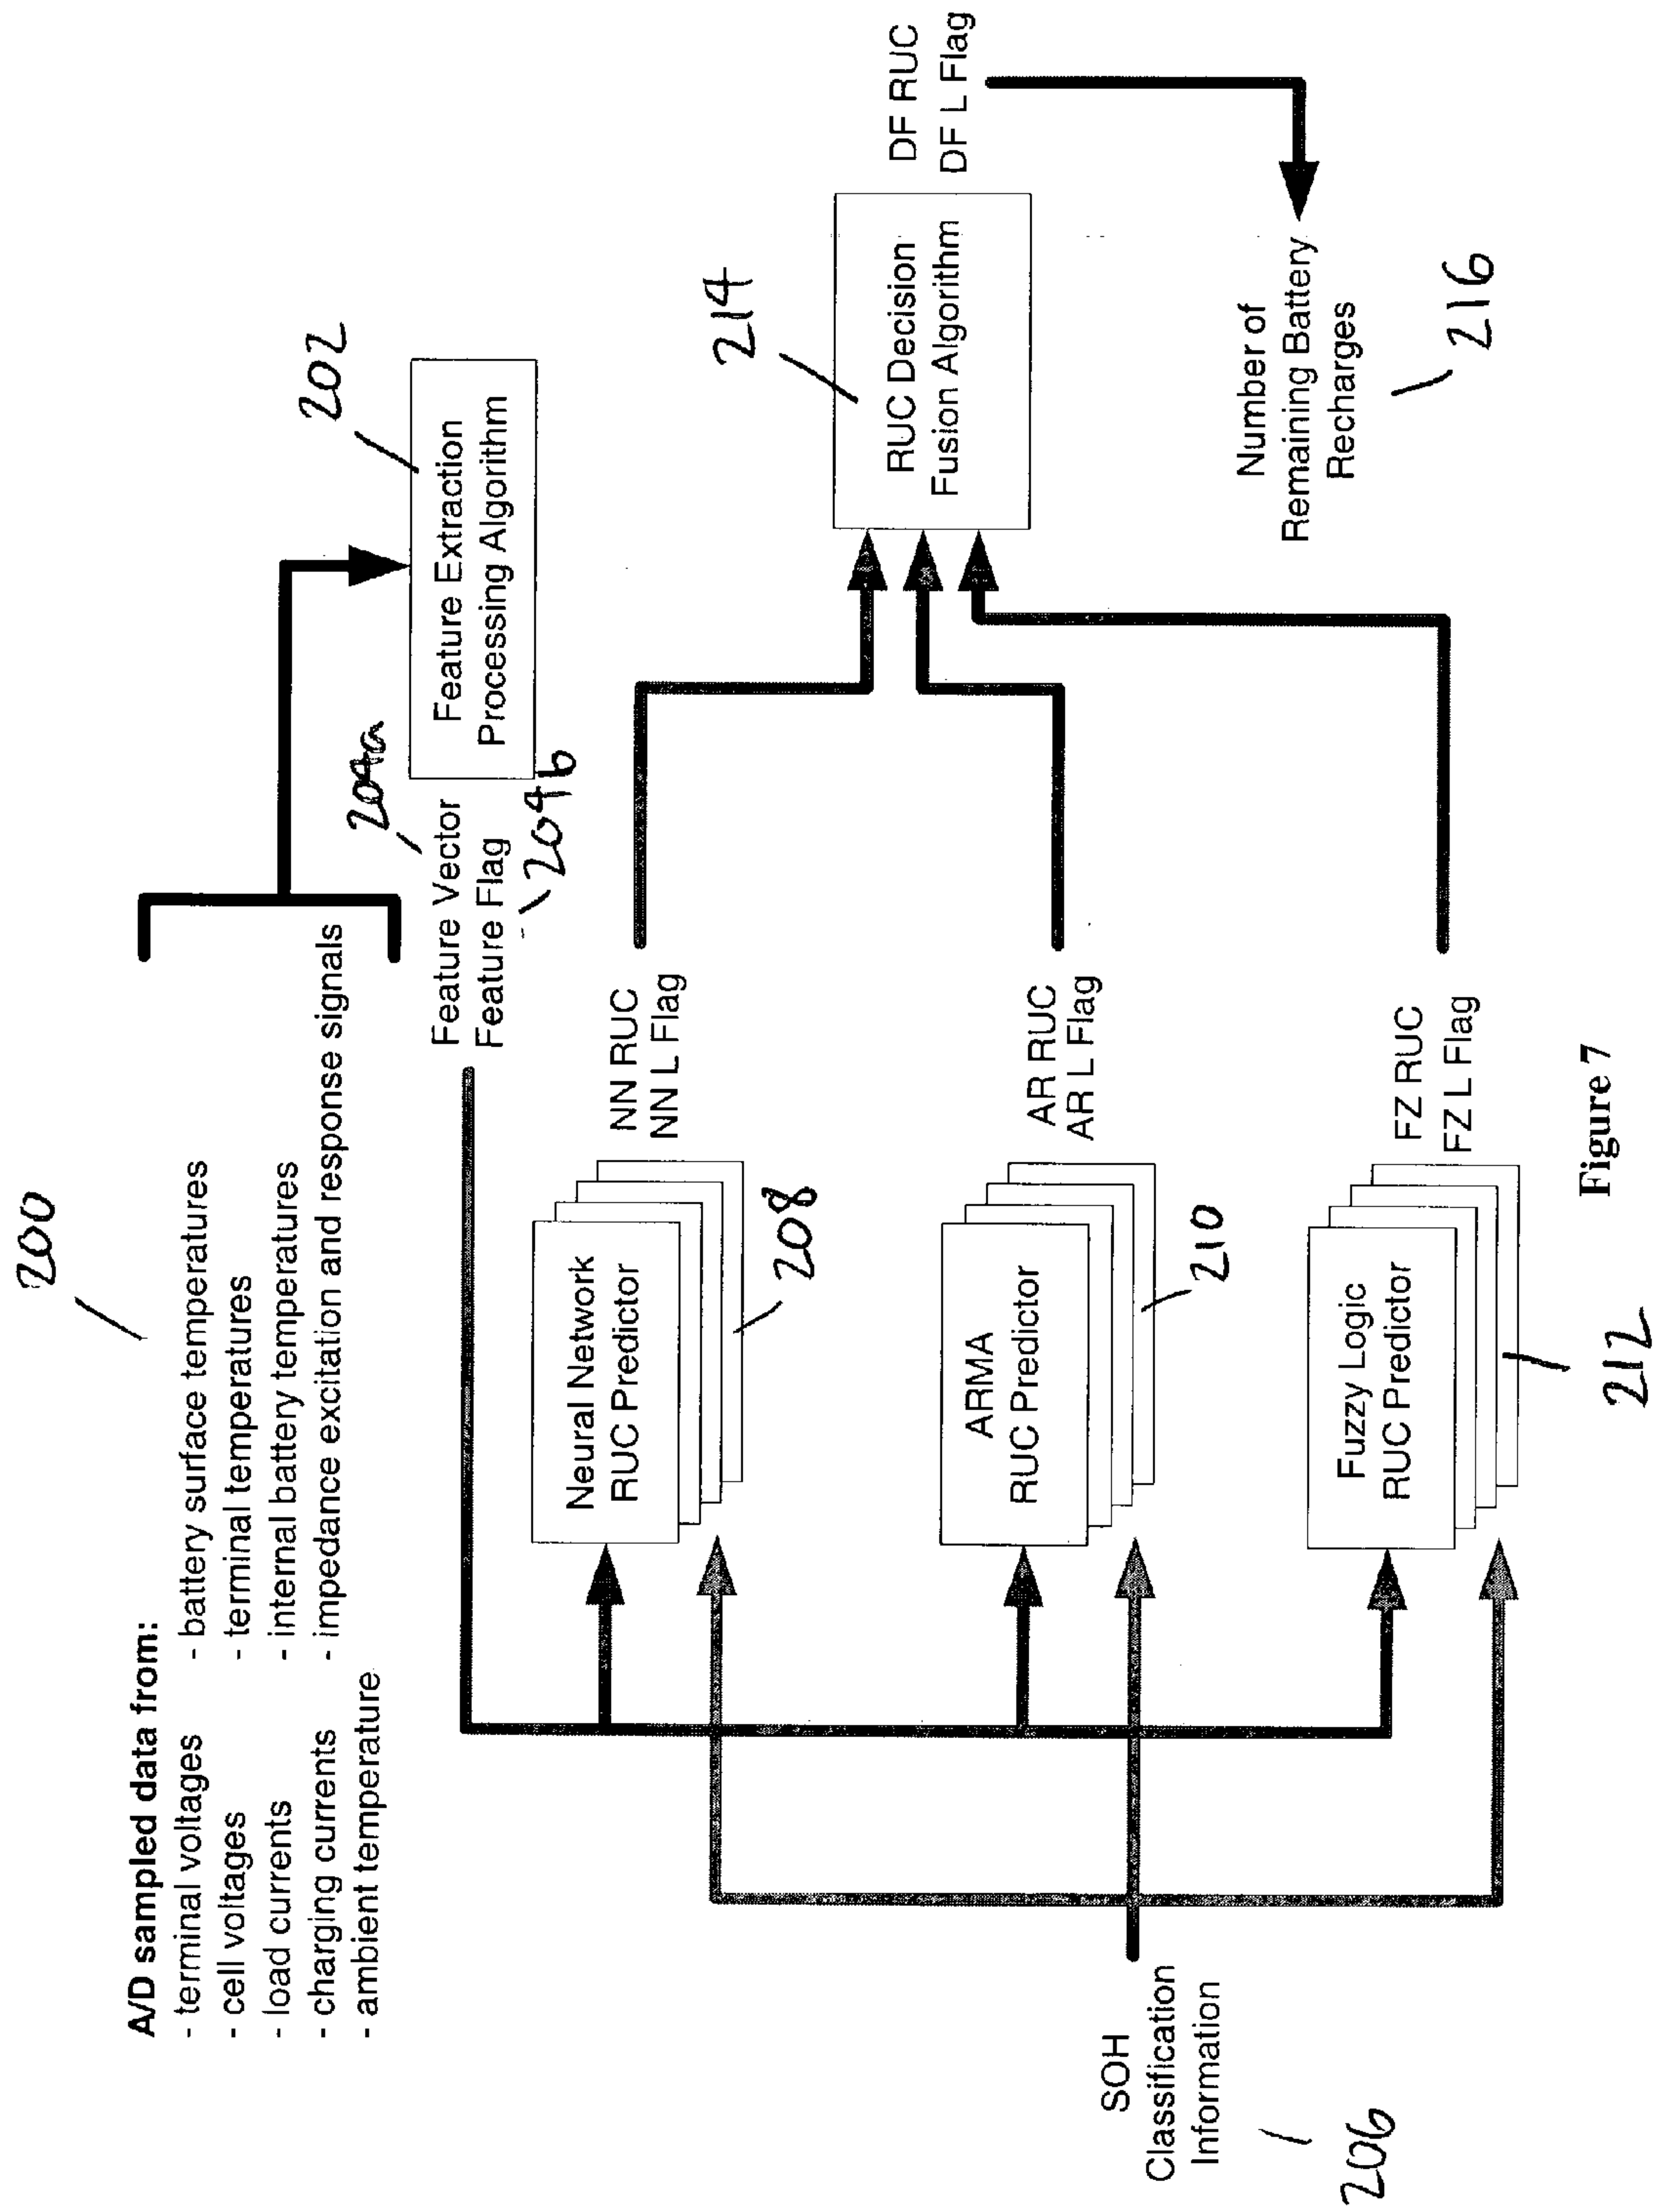 200
A/D sampled data from:
- terminal voltages
- cell voltages
- load currents
- charging currents
- ambient temperature
- battery surface temperatures
- terminal temperatures
- internal battery temperatures
- impedance excitation and response signals
202
Feature Extraction
Processing Algorithm
204a
Feature Vector
Feature Flag
204b
SOH
Classification
Information
206
Neural Network
RUC Predictor
208
NN RUC
NN L Flag
ARMA
RUC Predictor
210
AR RUC
AR L Flag
Fuzzy Logic
RUC Predictor
212
FZ RUC
FZ L Flag
214
RUC Decision
Fusion Algorithm
DF RUC
DF L Flag
Number of
Remaining Battery
Recharges
216
Figure 7